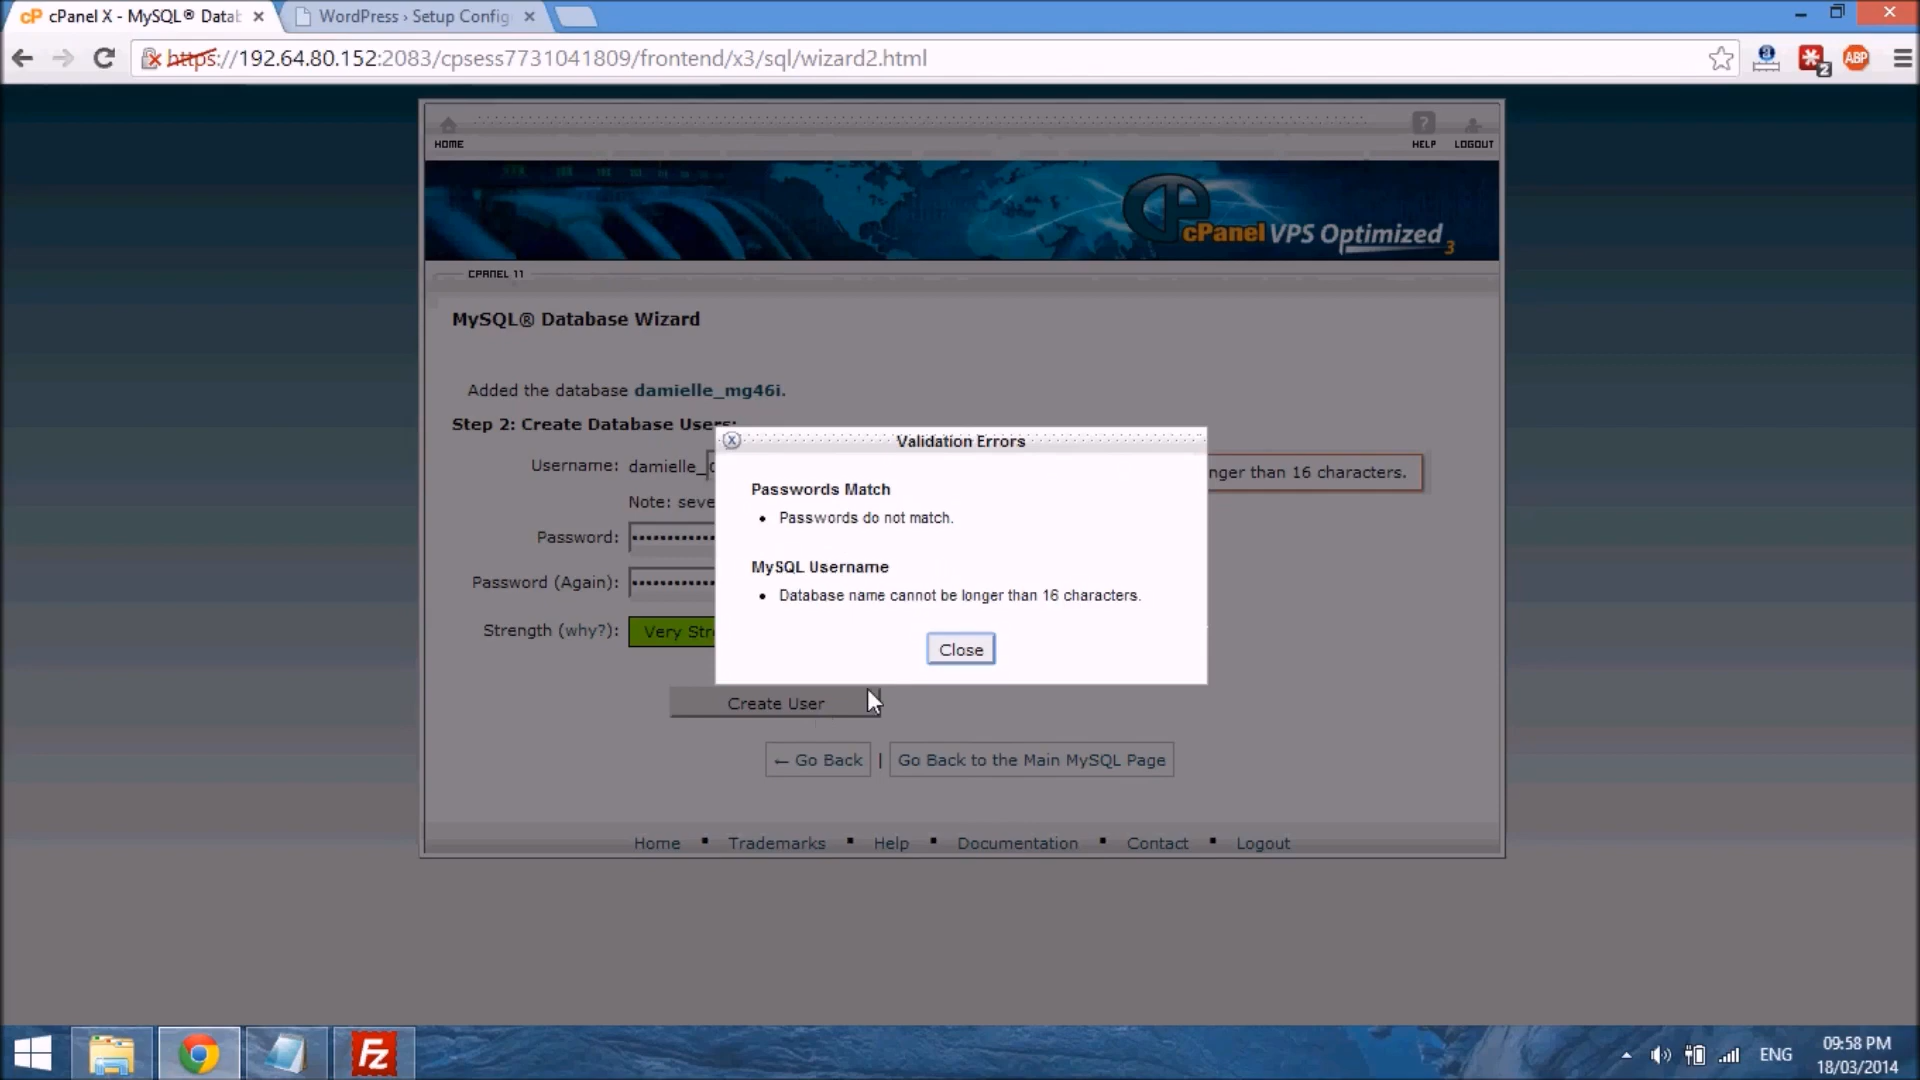 cPanel X - MySQL® Datab
WordPress › Setup Config
https://192.64.80.152:2083/cpsess7731041809/frontend/x3/sql/wizard2.html
2
ABP
HOME
HELP
LOGOUT
cPanel VPS Optimized 3
CPANEL 11
MySQL® Database Wizard
Added the database damielle_mg46i.
Step 2: Create Database Users:
Validation Errors
Username: damielle_
nger than 16 characters.
Passwords Match
Note: seve
Passwords do not match.
Password:
MySQL Username
Password (Again):
Database name cannot be longer than 16 characters.
Strength (why?):
Very Str
Close
Create User
← Go Back | Go Back to the Main MySQL Page
Home ▪ Trademarks ▪ Help ▪ Documentation ▪ Contact ▪ Logout
ENG
09:58 PM
18/03/2014